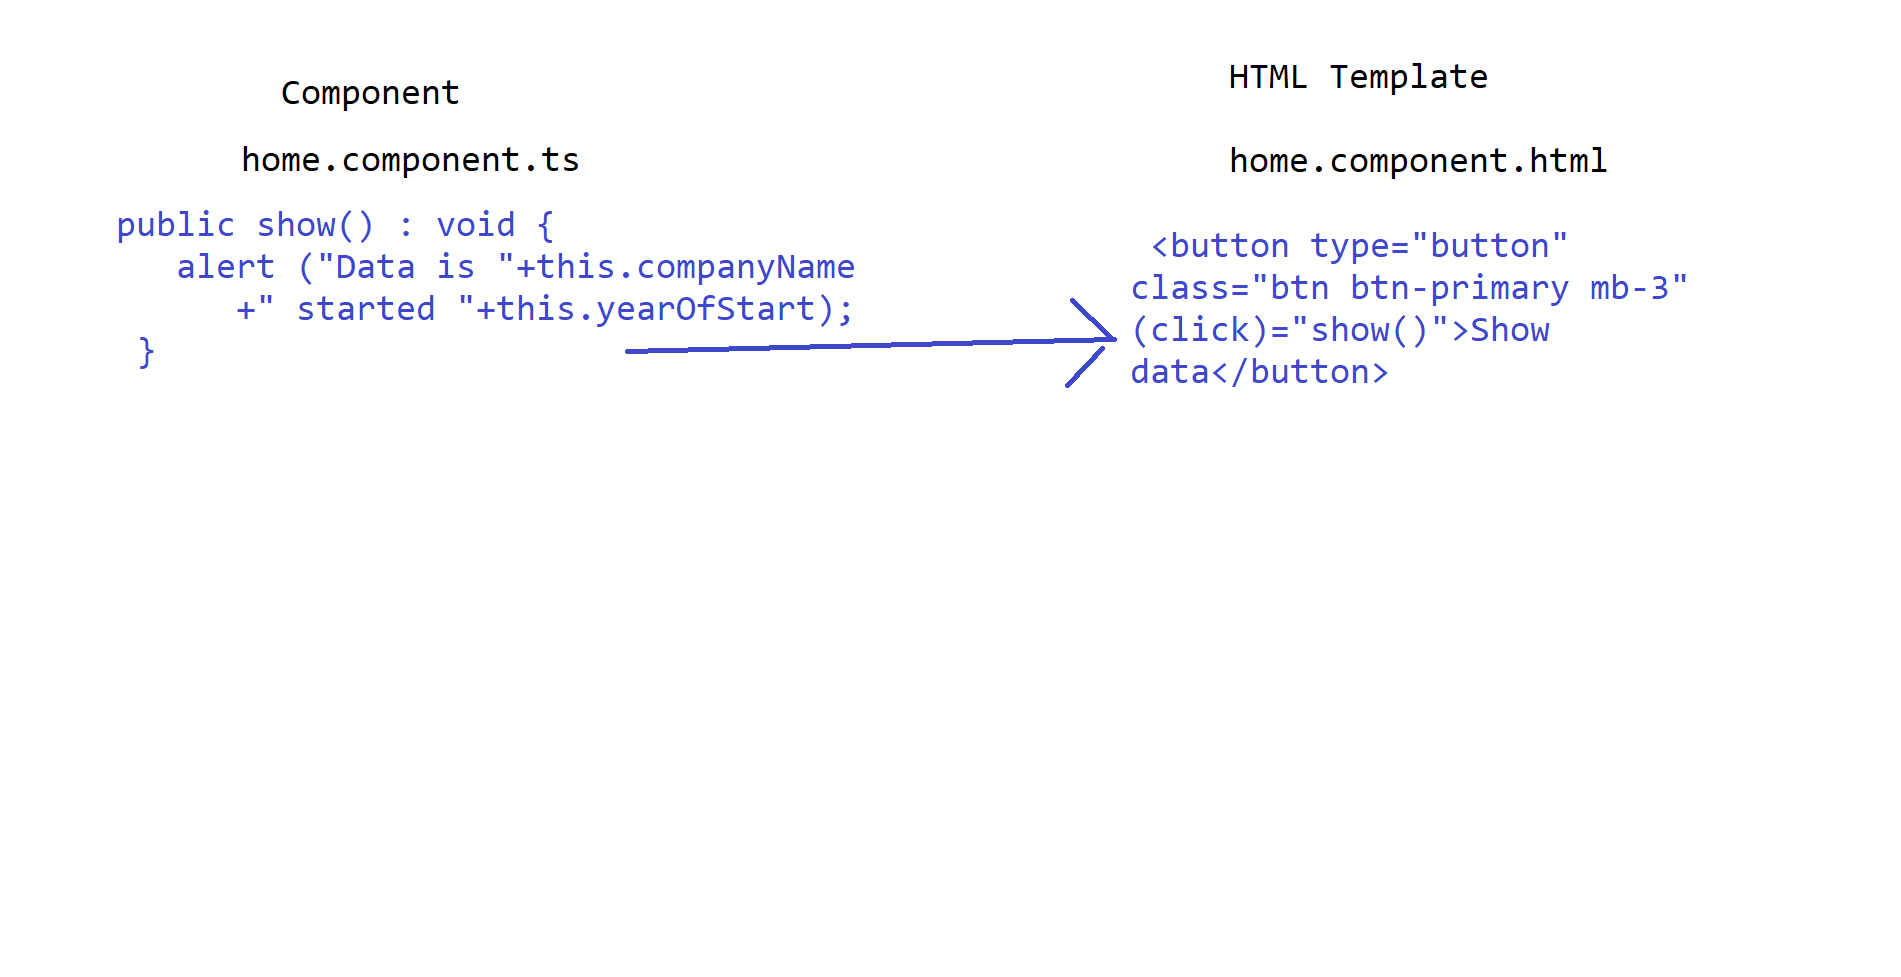 Component
home.component.ts
public show() : void {
alert ("Data is "+this.companyName
+" started "+this.yearOfStart);
}
HTML Template
home.component.html
<button type="button"
class="btn btn-primary mb-3"
(click)="show()">Show
data</button>